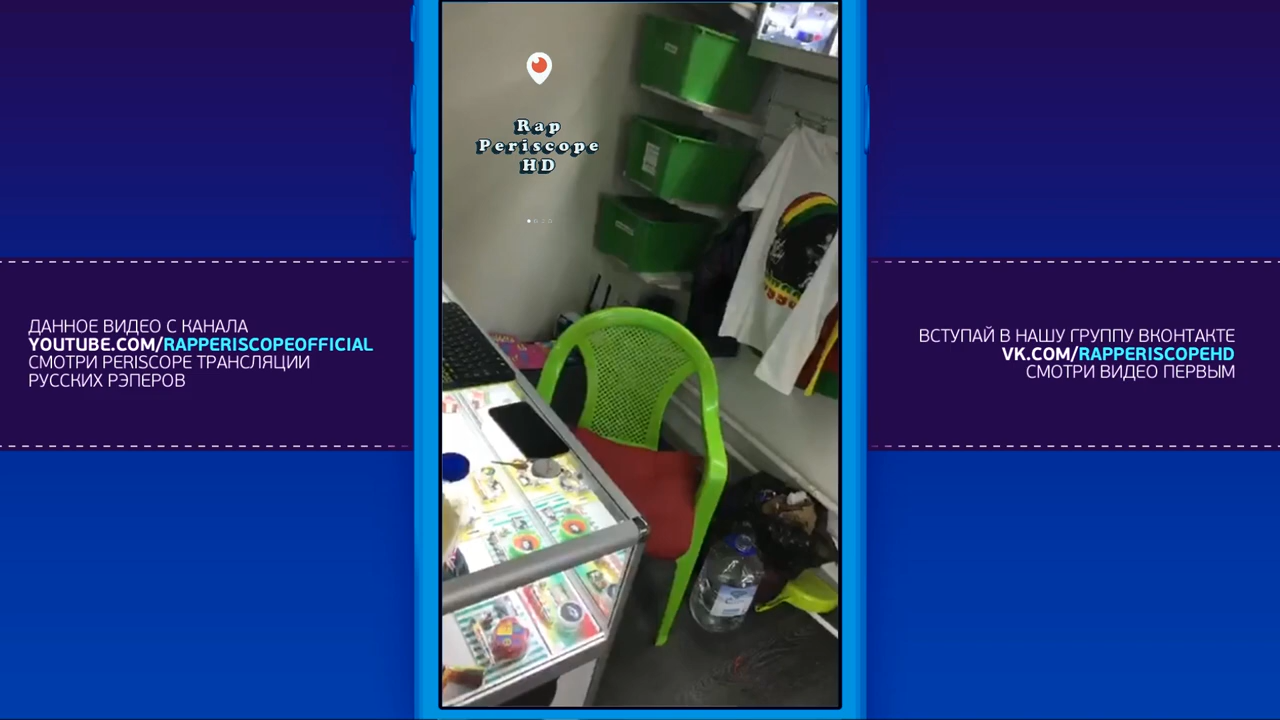 Rap
Periscope
HD
ДАННОЕ ВИДЕО С КАНАЛА
YOUTUBE.COM/RAPPERISCOPEOFFICIAL
СМОТРИ PERISCOPE ТРАНСЛЯЦИИ
РУССКИХ РЭПЕРОВ
ВСТУПАЙ В НАШУ ГРУППУ ВКОНТАКТЕ
VK.COM/RAPPERISCOPEHD
СМОТРИ ВИДЕО ПЕРВЫМ